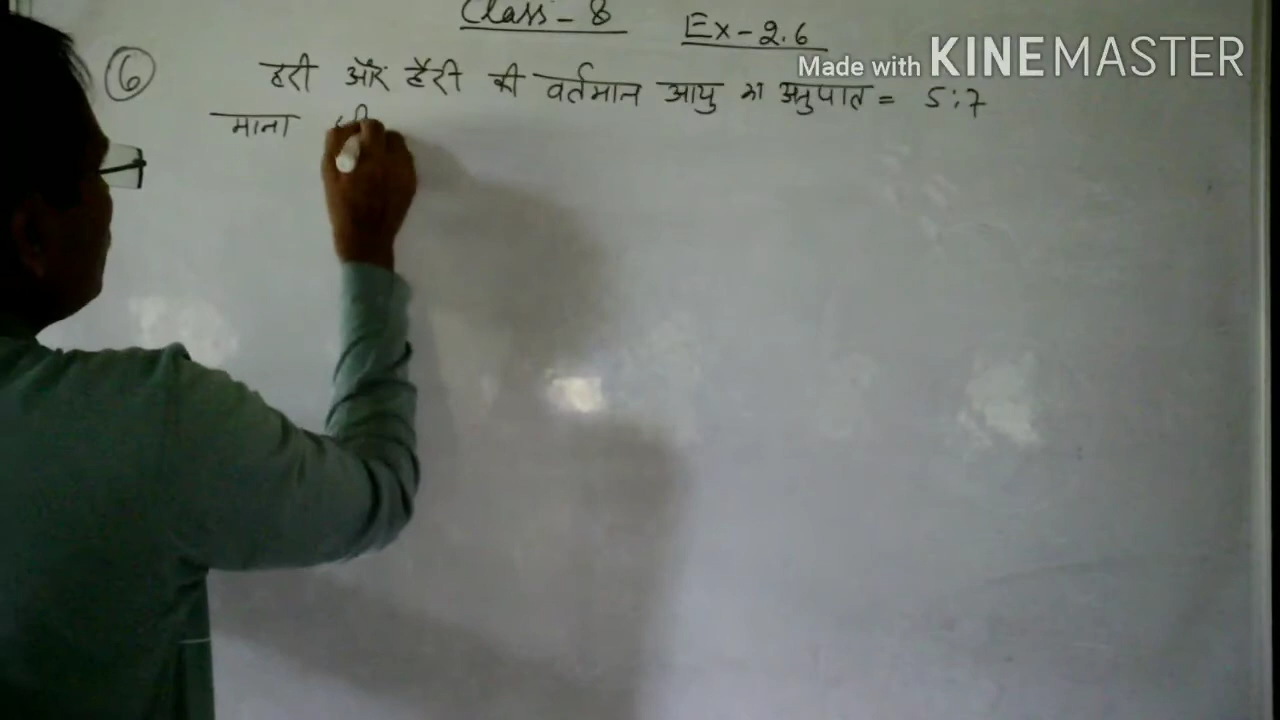 Class - 8 Ex - 2.6
Made with KINEMASTER
6 हरी और हैरी की वर्तमान आयु का अनुपात = 5:7
माना